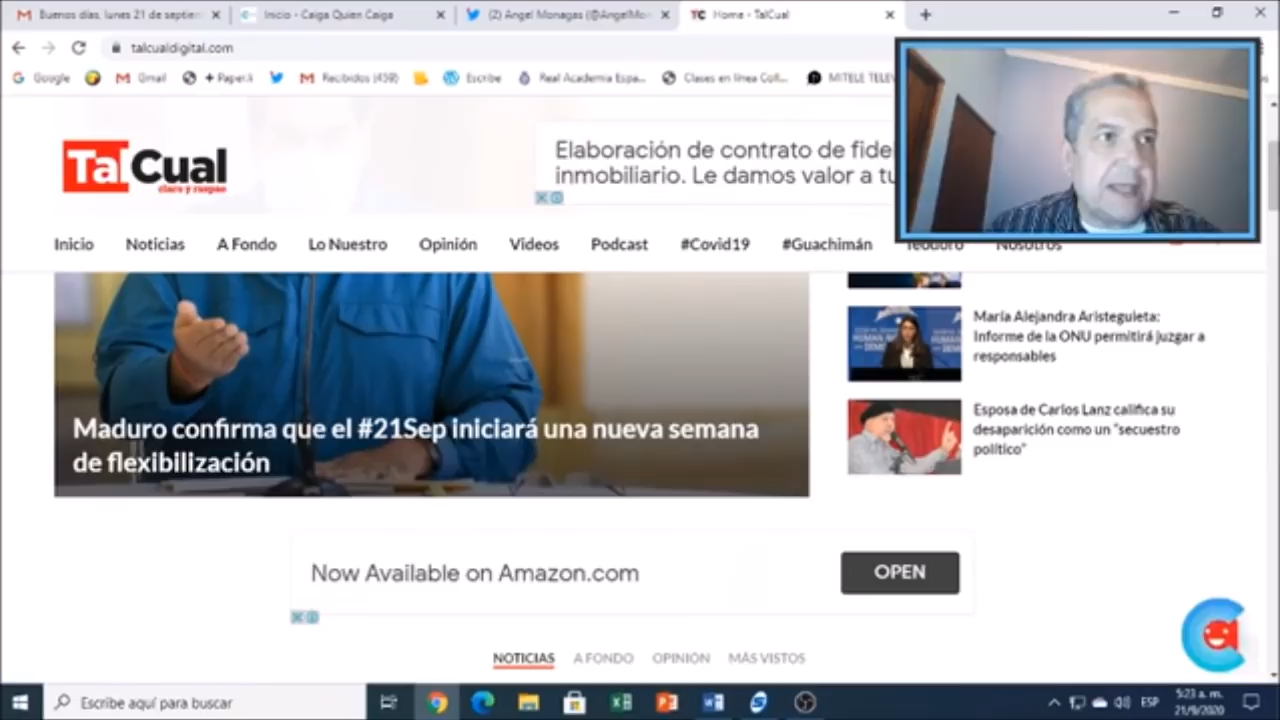 Buenos días, lunes 21 de septien
Inicio - Caiga Quien Caiga
(2) Angel Monagas (@AngelMo
Home - TalCual
talcualdigital.com
Google
Gmail
+ Paper.li
Recibidos (459)
Escribe
Real Academia Espa...
Clases en línea Coll...
MITELE TELEV
TalCual
claro y raspao
Elaboración de contrato de fide
inmobiliario. Le damos valor a tu
Inicio
Noticias
A Fondo
Lo Nuestro
Opinión
Videos
Podcast
#Covid19
#Guachimán
Teodoro
Nosotros
María Alejandra Aristeguieta:
Informe de la ONU permitirá juzgar a
responsables
Esposa de Carlos Lanz califica su
desaparición como un "secuestro
político"
Maduro confirma que el #21Sep iniciará una nueva semana
de flexibilización
Now Available on Amazon.com
OPEN
NOTICIAS
A FONDO
OPINIÓN
MÁS VISTOS
Escribe aquí para buscar
ESP
5:23 a. m.
21/9/2020